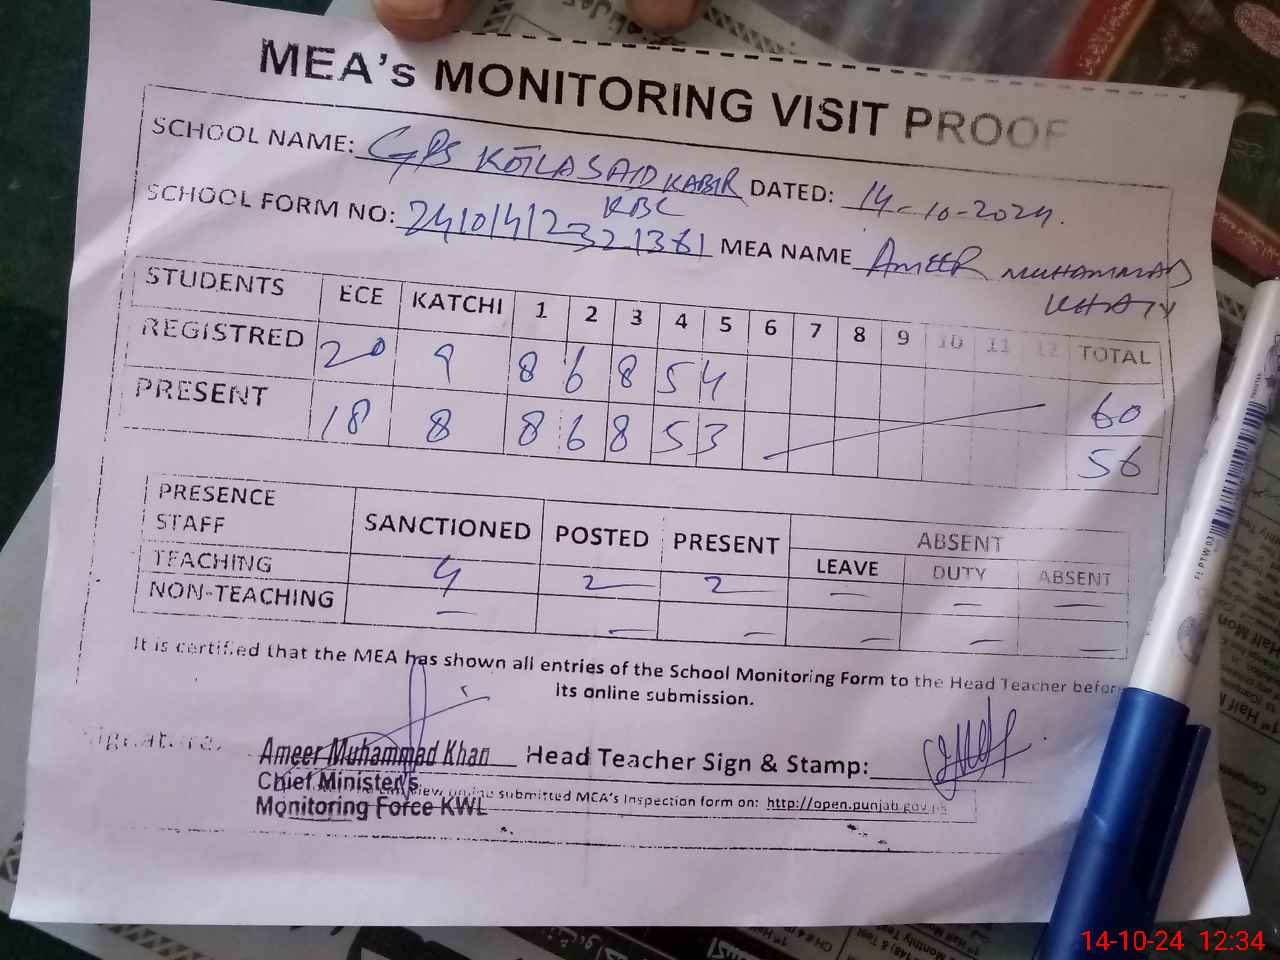 MEA's MONITORING VISIT PROOF
SCHOOL NAME: GPS KOTLA SAID KABIR DATED: 14-10-2024.
KBC
SCHOOL FORM NO: MEA NAME AMEER MUHAMMAD
STUDENTS ECE KATCHI 1 2 3 4 5 6 7 8 9 10 11 12 TOTAL
REGISTRED 20 9 8 6 8 5 4 60
PRESENT 18 8 8 6 8 5 3 56
PRESENCE STAFF SANCTIONED POSTED PRESENT ABSENT
LEAVE DUTY ABSENT
TEACHING 4 2 2 — — —
NON-TEACHING — — — — —
It is certified that the MEA has shown all entries of the School Monitoring Form to the Head Teacher before
its online submission.
Signature. Ameer Muhammad Khan Head Teacher Sign & Stamp:
Chief Minister's
view online submitted MEA's Inspection form on: http://open.punjab.gov.pk
Monitoring Force KWL
14-10-24 12:34